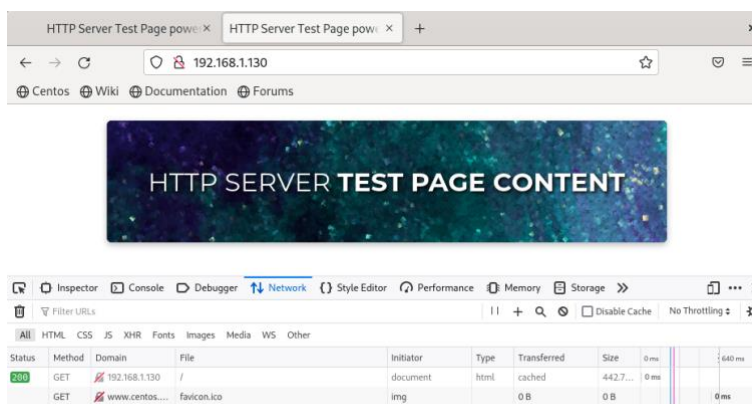 HTTP Server Test Page powe
HTTP Server Test Page powe
192.168.1.130
Centos Wiki Documentation Forums
HTTP SERVER TEST PAGE CONTENT
Inspector Console Debugger Network Style Editor Performance Memory Storage
Filter URLs Disable Cache No Throttling
All HTML CSS JS XHR Fonts Images Media WS Other
Status Method Domain File Initiator Type Transferred Size 0 ms 640 ms
200 GET 192.168.1.130 / document html cached 442.7... 0 ms
GET www.centos.... favicon.ico img 0 B 0 B 0 ms